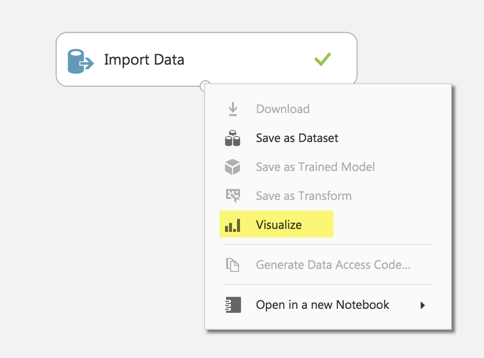 Import Data
Download
Save as Dataset
Save as Trained Model
Save as Transform
Visualize
Generate Data Access Code...
Open in a new Notebook